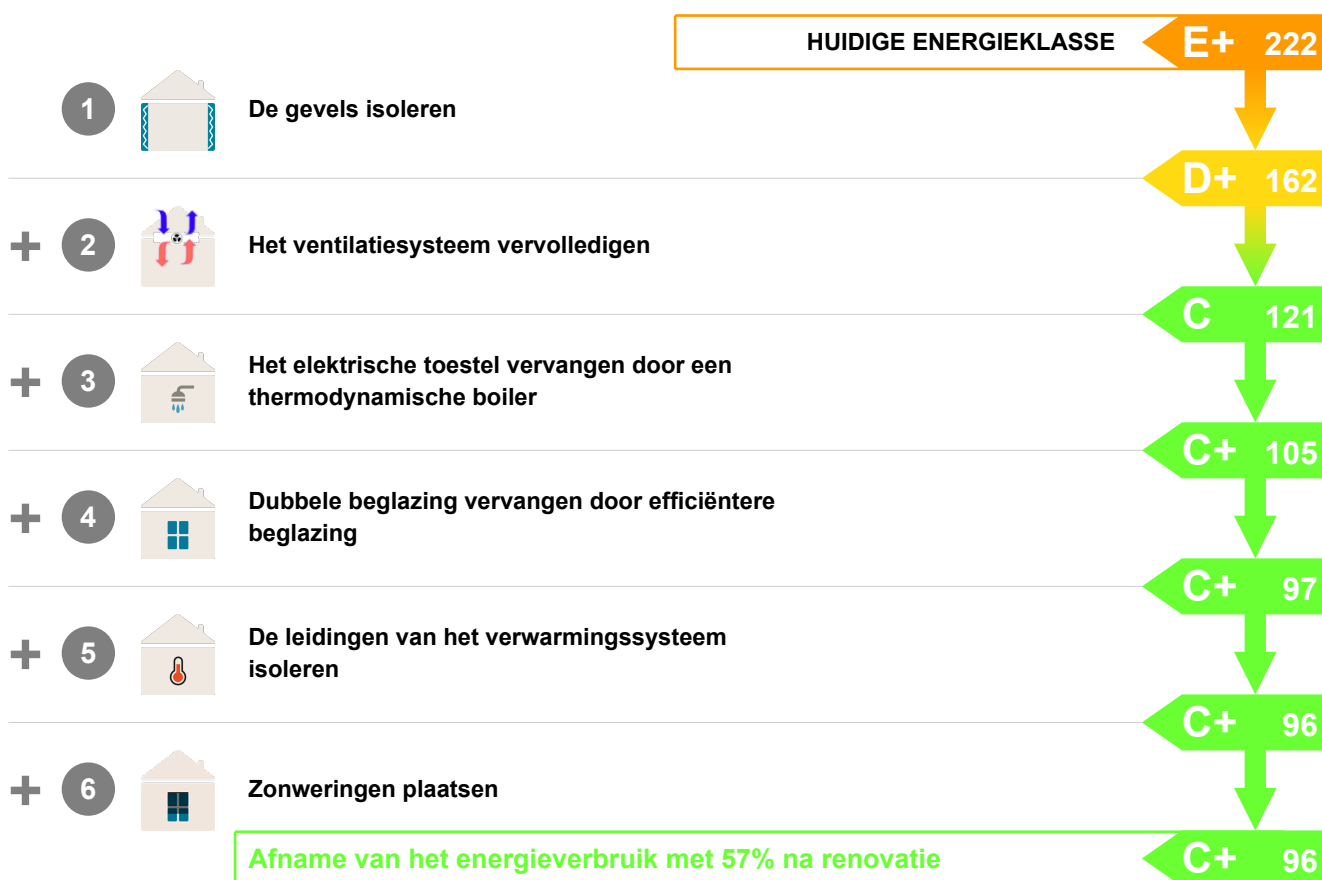 HUIDIGE ENERGIEKLASSE E+ 222
1 De gevels isoleren
D+ 162
+ 2 Het ventilatiesysteem vervolledigen
C 121
+ 3 Het elektrische toestel vervangen door een
thermodynamische boiler
C+ 105
+ 4 Dubbele beglazing vervangen door efficiëntere
beglazing
C+ 97
+ 5 De leidingen van het verwarmingssysteem
isoleren
C+ 96
+ 6 Zonweringen plaatsen
Afname van het energieverbruik met 57% na renovatie C+ 96